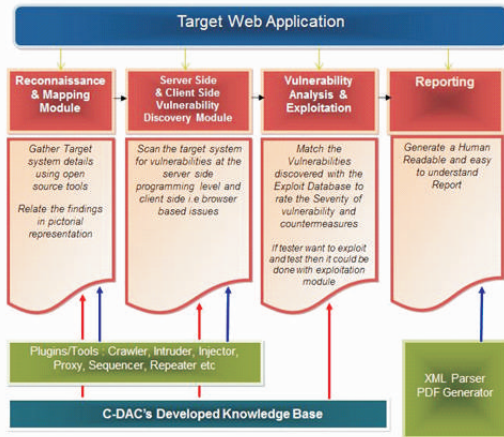 Target Web Application
Reconnaissance
& Mapping
Module
Server Side
& Client Side
Vulnerability
Discovery Module
Vulnerability
Analysis &
Exploitation
Reporting
Gather Target
system details
using open
source tools
Relate the findings
in pictorial
representation
Scan the target system
for vulnerabilities at the
server side
programming level and
client side i.e browser
based issues
Match the
Vulnerabilities
discovered with the
Exploit Database to
rate the Severity of
vulnerability and
countermeasures
If tester want to exploit
and test then it could be
done with exploitation
module
Generate a Human
Readable and easy to
understand
Report
Plugins/Tools : Crawler, Intruder, Injector,
Proxy, Sequencer, Repeater etc
C-DAC's Developed Knowledge Base
XML Parser
PDF Generator